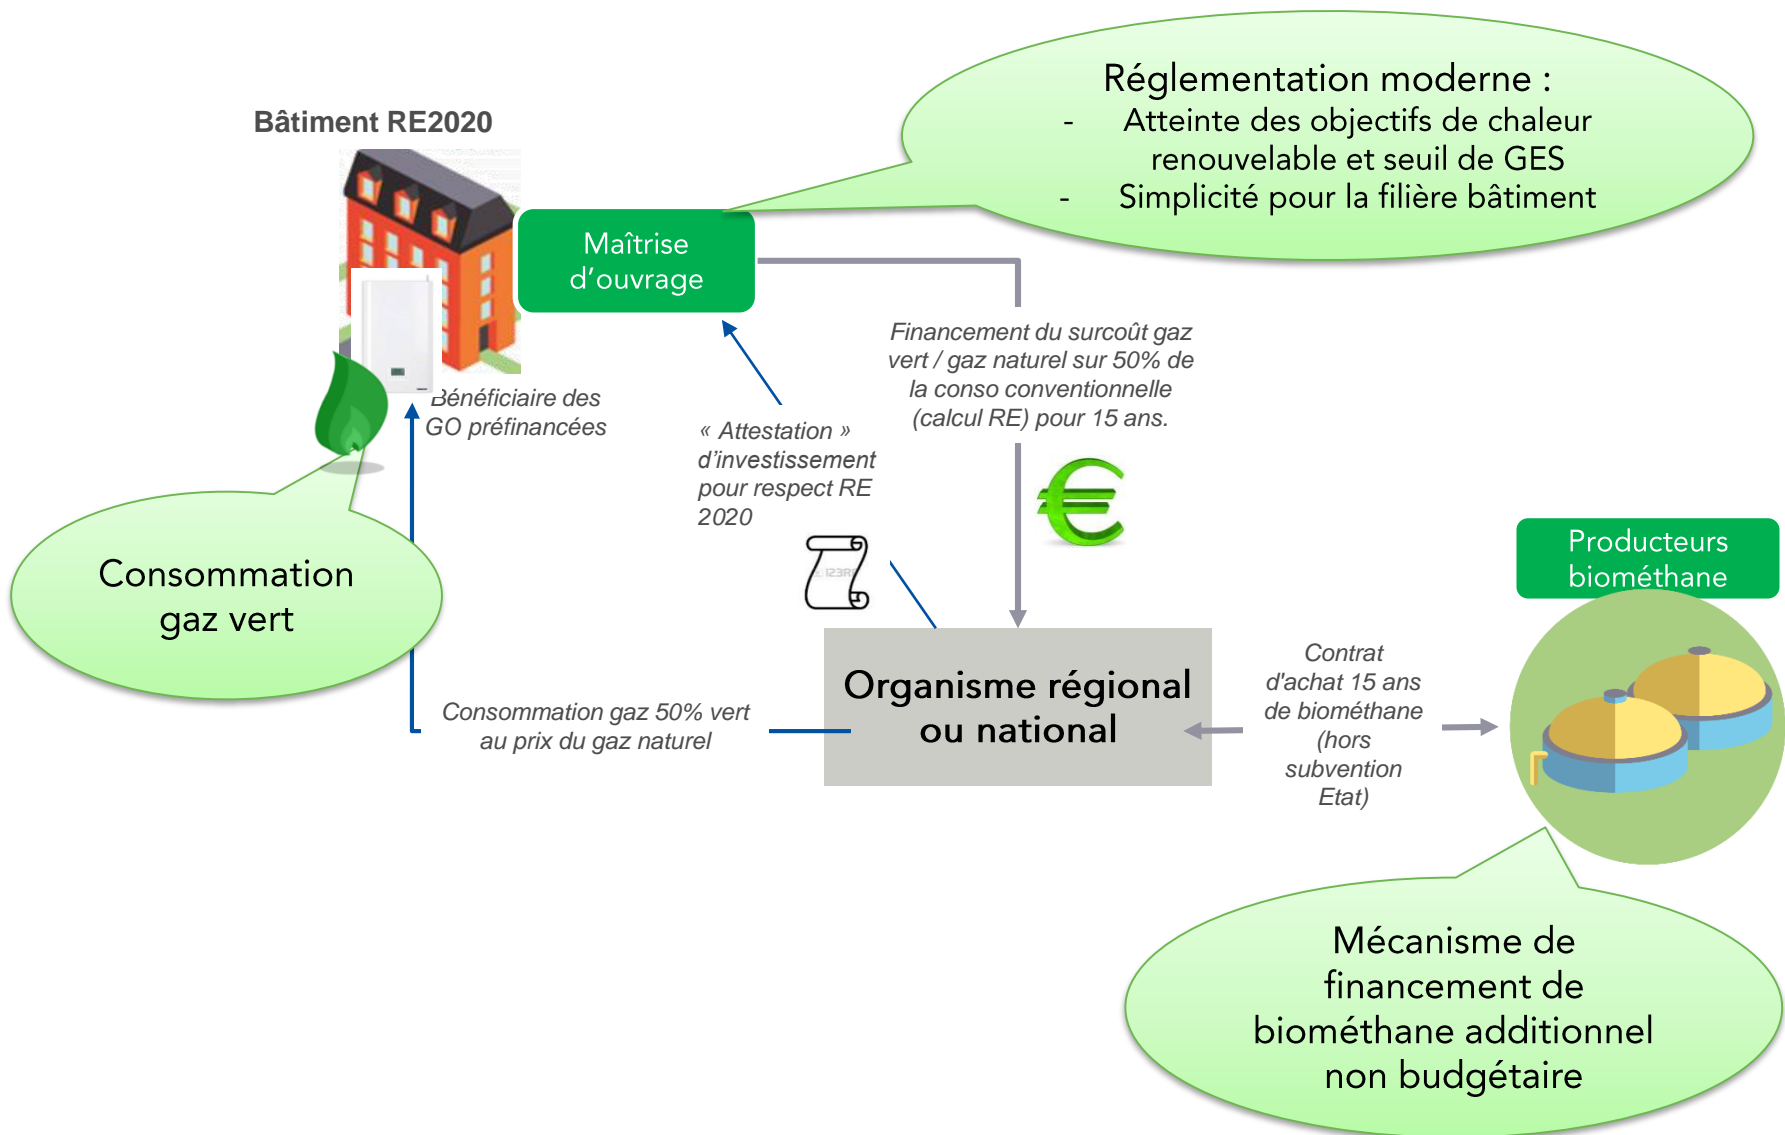 Réglementation moderne :
- Atteinte des objectifs de chaleur
renouvelable et seuil de GES
- Simplicité pour la filière bâtiment
Bâtiment RE2020
Maîtrise
d'ouvrage
Financement du surcoût gaz
vert / gaz naturel sur 50% de
la conso conventionnelle
(calcul RE) pour 15 ans.
Bénéficiaire des
GO préfinancées
« Attestation »
d'investissement
pour respect RE
2020
Consommation
gaz vert
Producteurs
biométhane
Organisme régional
ou national
Contrat
d'achat 15 ans
de biométhane
(hors
subvention
Etat)
Consommation gaz 50% vert
au prix du gaz naturel
Mécanisme de
financement de
biométhane additionnel
non budgétaire